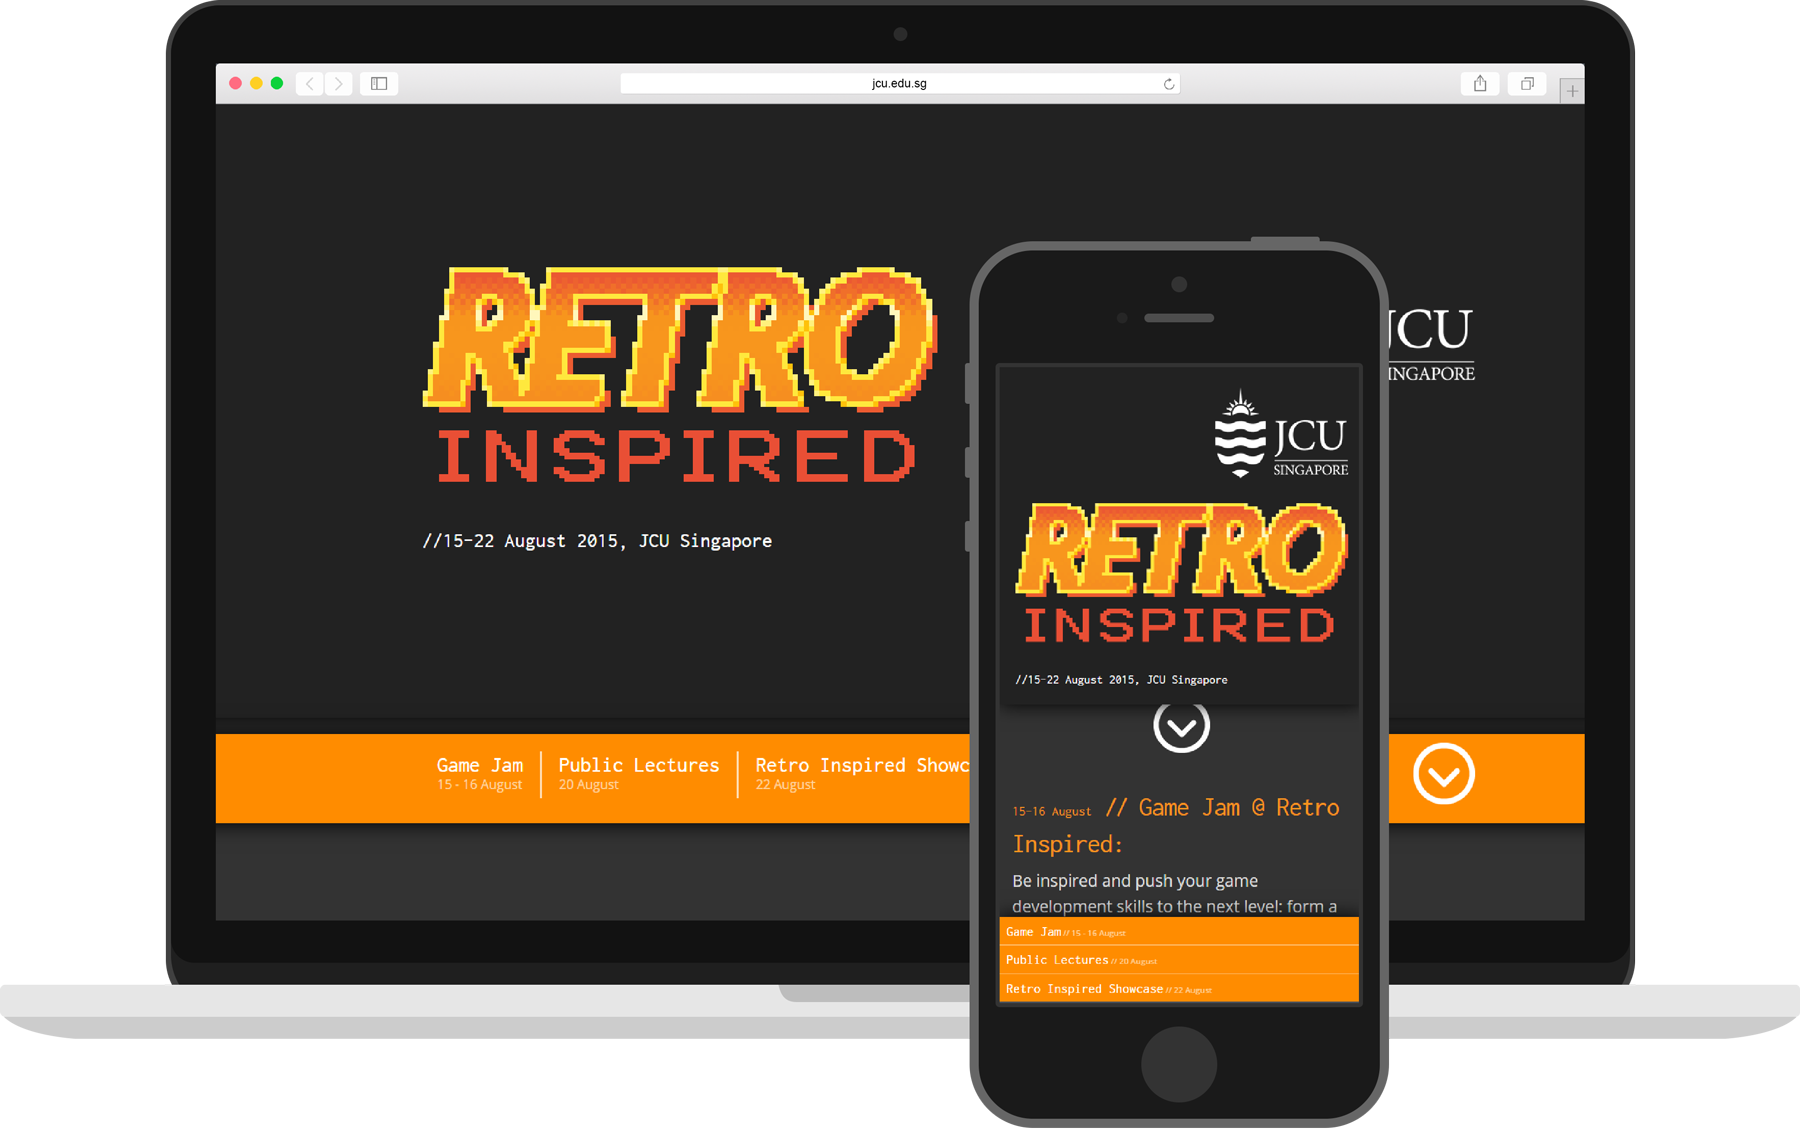 jcu.edu.sg
RETRO
INSPIRED
//15-22 August 2015, JCU Singapore
JCU
INGAPORE
Game Jam
15 - 16 August
Public Lectures
20 August
Retro Inspired Showc
22 August
JCU
SINGAPORE
RETRO
INSPIRED
//15-22 August 2015, JCU Singapore
15-16 August // Game Jam @ Retro
Inspired:
Be inspired and push your game
development skills to the next level: form a
Game Jam // 15 - 16 August
Public Lectures // 20 August
Retro Inspired Showcase // 22 August